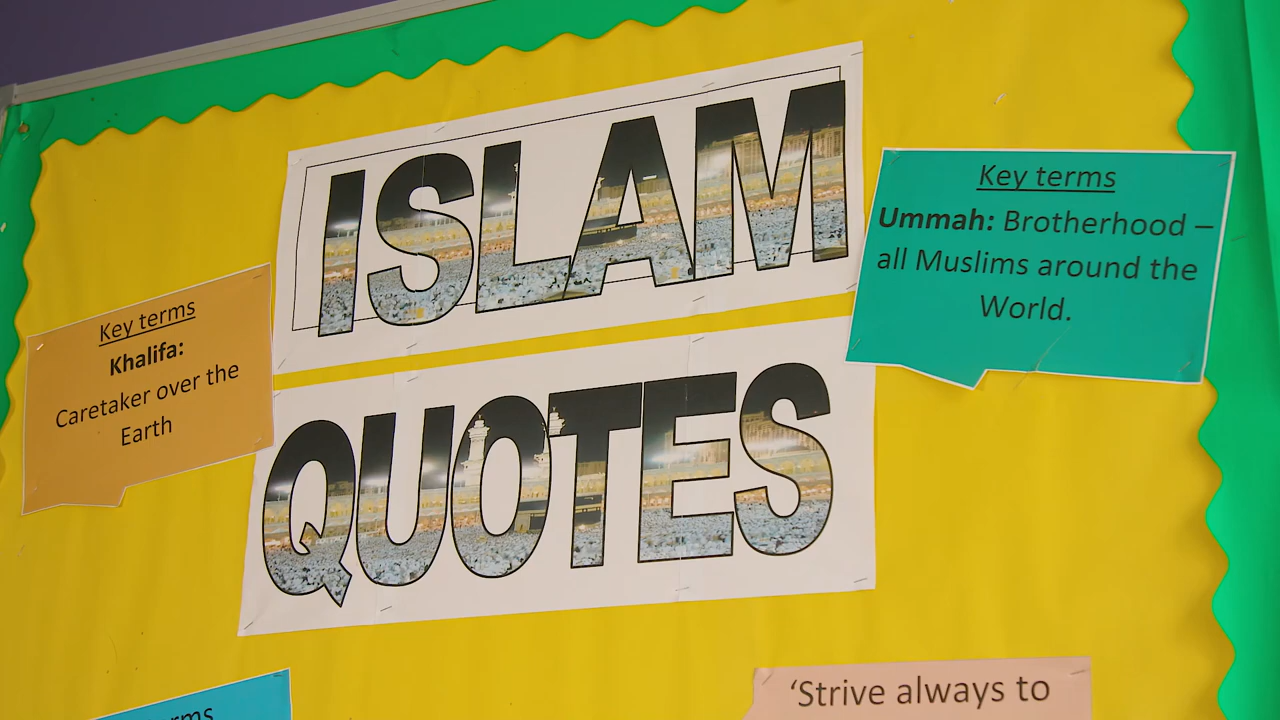 ISLAM
QUOTES
Key terms
Khalifa:
Caretaker over the
Earth
Key terms
Ummah: Brotherhood –
all Muslims around the
World.
‘Strive always to